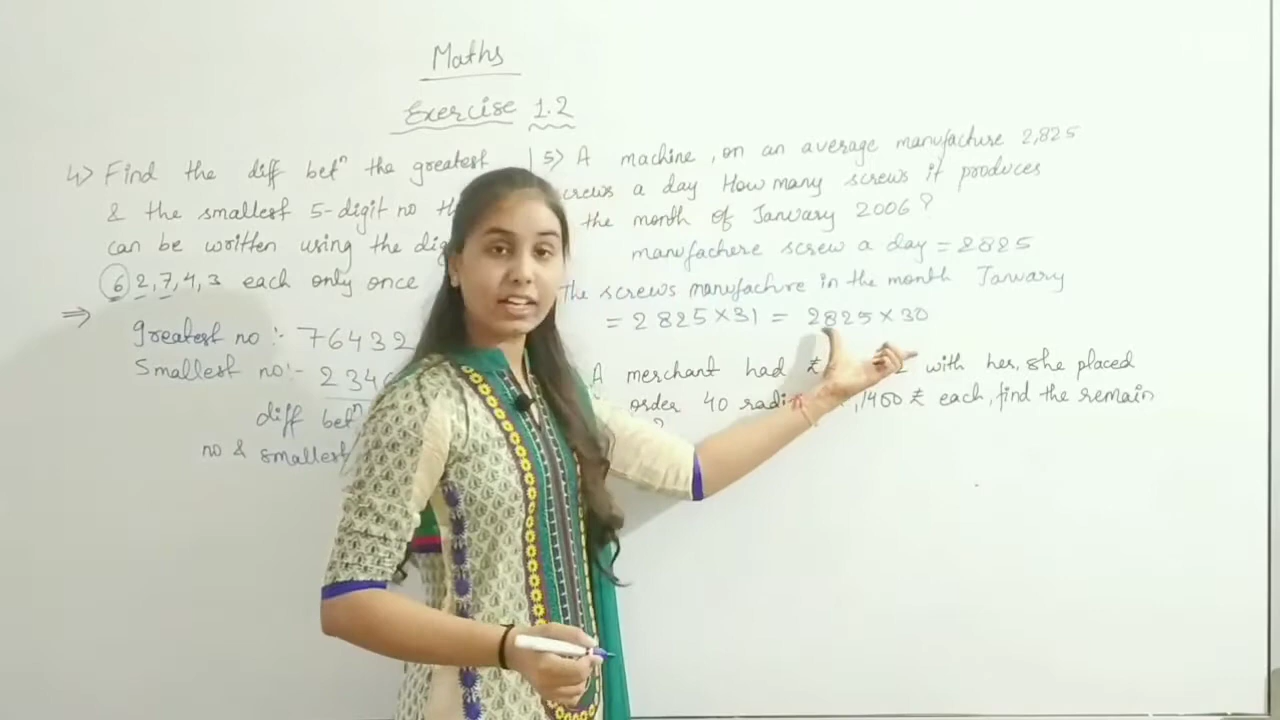 Maths
Exercise 1.2
4) Find the diff betⁿ the greatest
& the smallest 5-digit no
can be written using the
6 2,7,4,3 each only once
⇒
greatest no :- 76432
Smallest no:- 234
diff betⁿ
no & smallest
5) A machine, on an average manufacture 2,825
crews a day How many screws it produces
the month of January 2006?
manufachere screw a day = 2825
The screws manufachre in the month January
= 2825×31 = 2825×30
A merchant had ₹ with her, she placed
order 40 radi 1400 ₹ each, find the remain
?